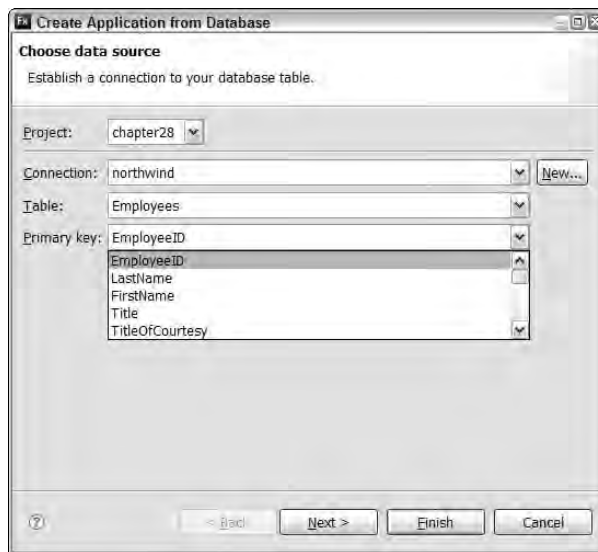 Fx Create Application from Database
Choose data source
Establish a connection to your database table.
Project: chapter28
Connection: northwind New...
Table: Employees
Primary key: EmployeeID
EmployeeID
LastName
FirstName
Title
TitleOfCourtesy
? < Back Next > Finish Cancel